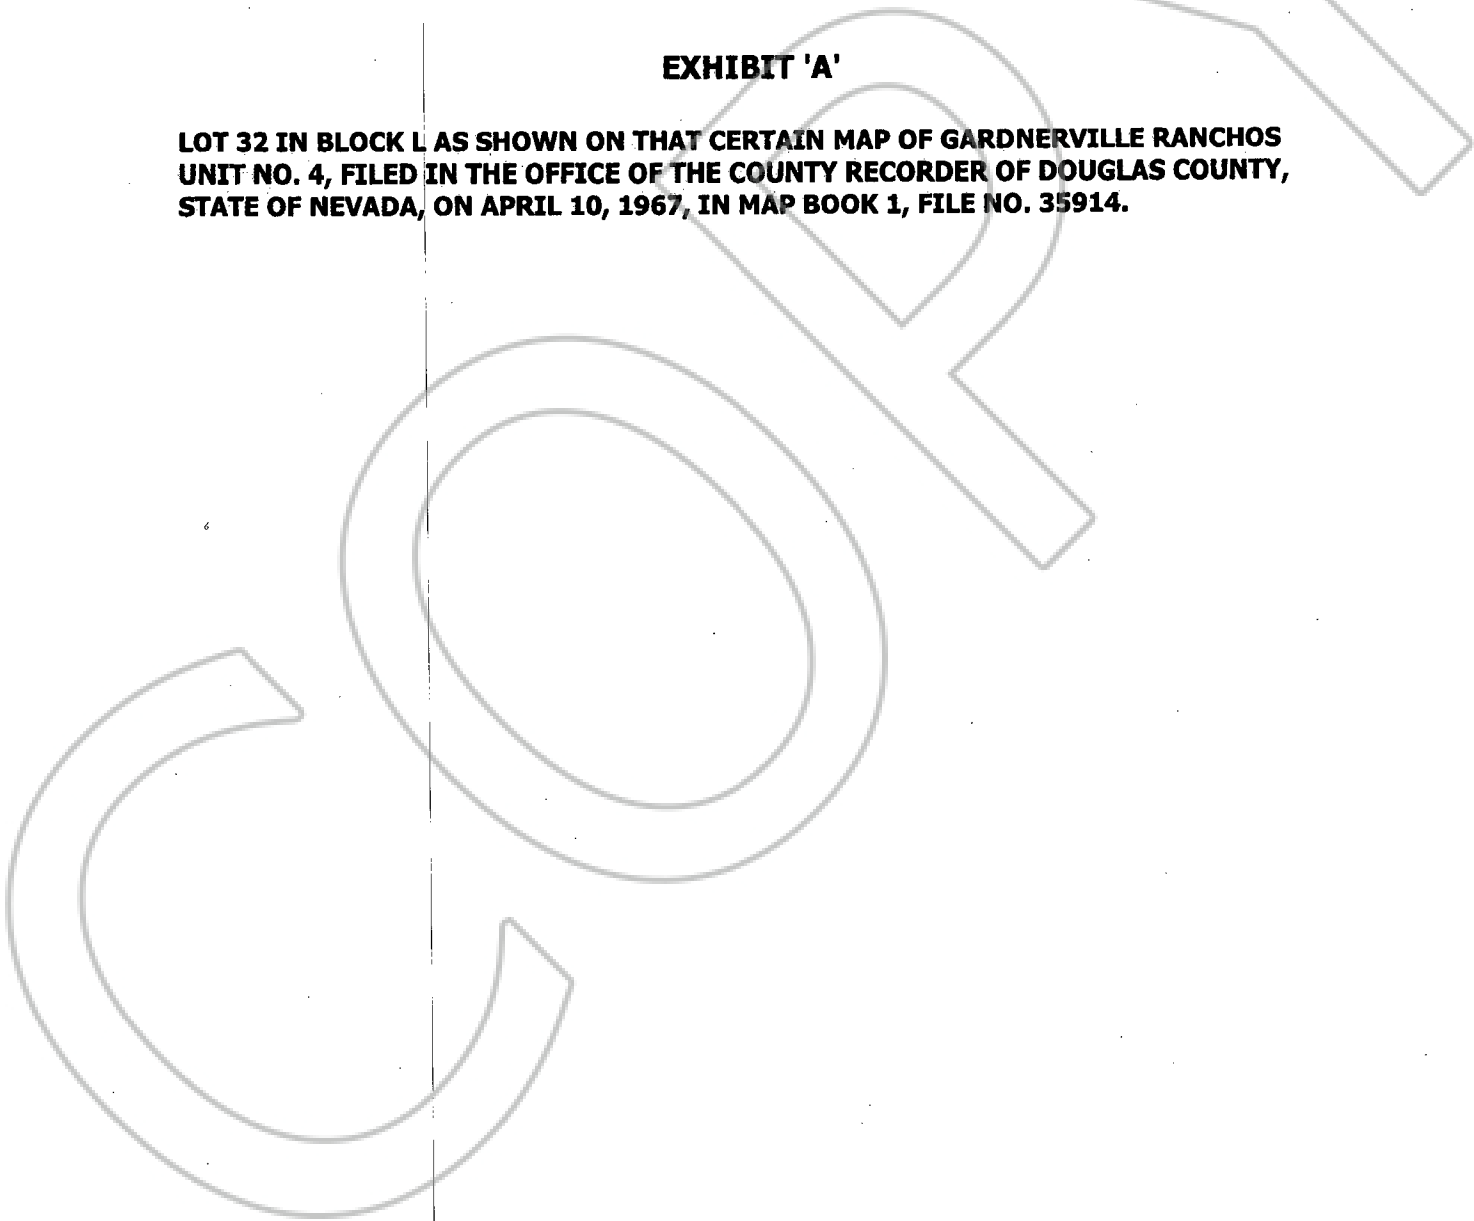 EXHIBIT 'A'
LOT 32 IN BLOCK L AS SHOWN ON THAT CERTAIN MAP OF GARDNERVILLE RANCHOS
UNIT NO. 4, FILED IN THE OFFICE OF THE COUNTY RECORDER OF DOUGLAS COUNTY,
STATE OF NEVADA, ON APRIL 10, 1967, IN MAP BOOK 1, FILE NO. 35914.
COPY